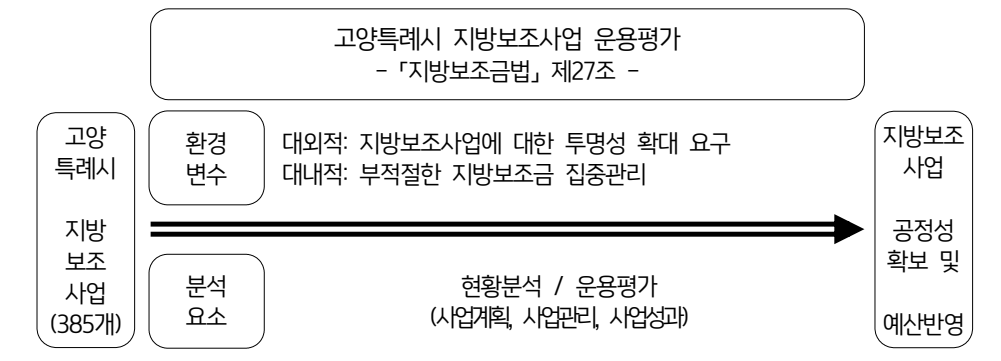 고양특례시 지방보조사업 운용평가
- 「지방보조금법」 제27조 -
고양
특례시
지방
보조
사업
(385개)
환경
변수
대외적: 지방보조사업에 대한 투명성 확대 요구
대내적: 부적절한 지방보조금 집중관리
분석
요소
현황분석 / 운용평가
(사업계획, 사업관리, 사업성과)
지방보조
사업
공정성
확보 및
예산반영